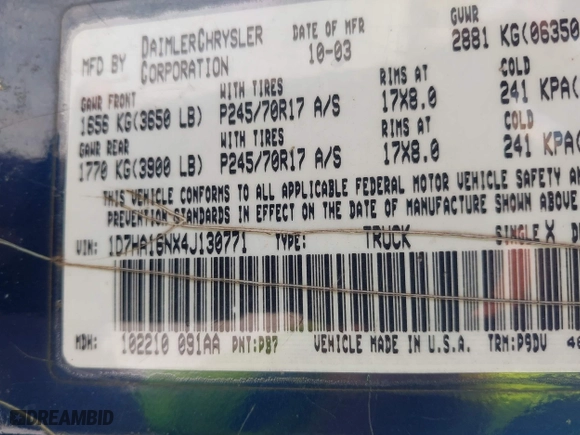 MFD BY DAIMLERCHRYSLER CORPORATION
DATE OF MFR 10-03
GVWR 2881 KG(06350
GAWR FRONT WITH TIRES RIMS AT COLD
1656 KG(3650 LB) P245/70R17 A/S 17X8.0 241 KPA(
GAWR REAR WITH TIRES RIMS AT COLD
1770 KG(3900 LB) P245/70R17 A/S 17X8.0 241 KPA(
THIS VEHICLE CONFORMS TO ALL APPLICABLE FEDERAL MOTOR VEHICLE SAFETY AN
PREVENTION STANDARDS IN EFFECT ON THE DATE OF MANUFACTURE SHOWN ABOVE
VIN: 1D7HA16NX4J130771 TYPE: TRUCK SINGLE X D
MDH: 102210 091AA PNT:PB7 VEHICLE MADE IN U.S.A. TRM:P9DV 40
DREAMBID